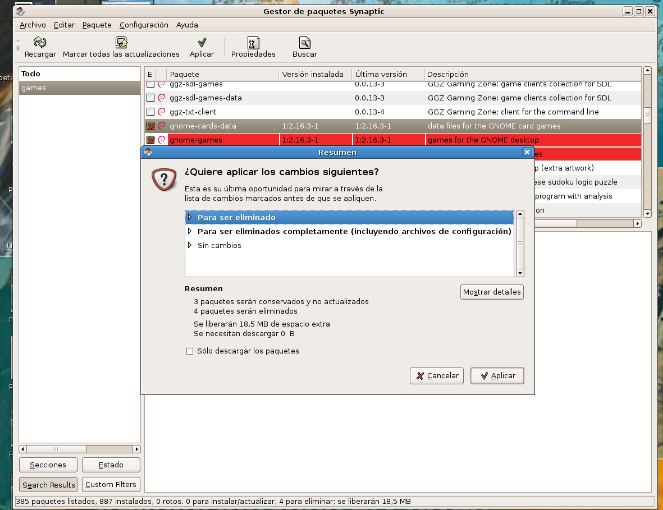 Gestor de paquetes Synaptic
Archivo Editar Paquete Configuración Ayuda
Recargar Marcar todas las actualizaciones Aplicar Propiedades Buscar
Todo
games
E Paquete Versión instalada Última versión Descripción
ggz-sdl-games 0.0.13-3 GGZ Gaming Zone: game clients collection for SDL
ggz-sdl-games-data 0.0.13-3 GGZ Gaming Zone: game clients collection for SDL
ggz-txt-client 0.0.13-4 GGZ Gaming Zone: client for the command line
gnome-cards-data 1:2.16.3-1 1:2.16.3-1 data files for the GNOME card games
gnome-games 1:2.16.3-1 1:2.16.3-1 games for the GNOME desktop
es
p (extra artwork)
ese sudoku logic puzzle
program with analysis
on
Resumen
¿Quiere aplicar los cambios siguientes?
Esta es su última oportunidad para mirar a través de la
lista de cambios marcados antes de que se apliquen.
Para ser eliminado
Para ser eliminados completamente (incluyendo archivos de configuración)
Sin cambios
Resumen
Mostrar detalles
3 paquetes serán conservados y no actualizados
4 paquetes serán eliminados
Se liberarán 18,5 MB de espacio extra
Se necesitan descargar 0 B
Sólo descargar los paquetes
Cancelar Aplicar
Secciones Estado
Search Results Custom Filters
385 paquetes listados, 887 instalados, 0 rotos. 0 para instalar/actualizar, 4 para eliminar; se liberarán 18,5 MB